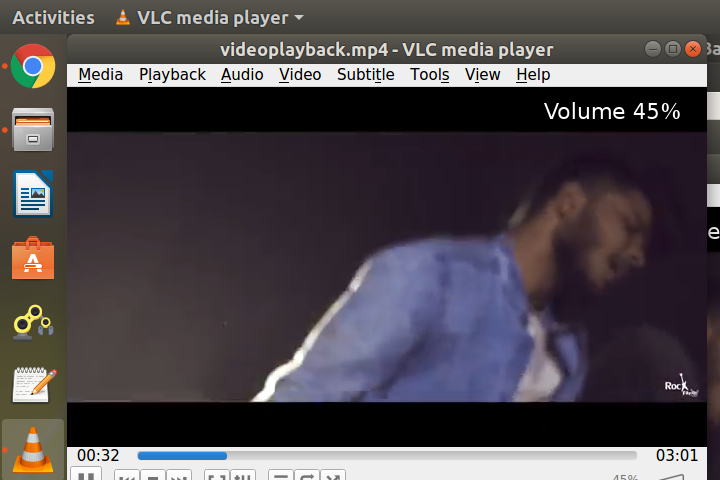 Activities VLC media player
videoplayback.mp4 - VLC media player
Media Playback Audio Video Subtitle Tools View Help
Volume 45%
Rock
00:32 03:01
45%